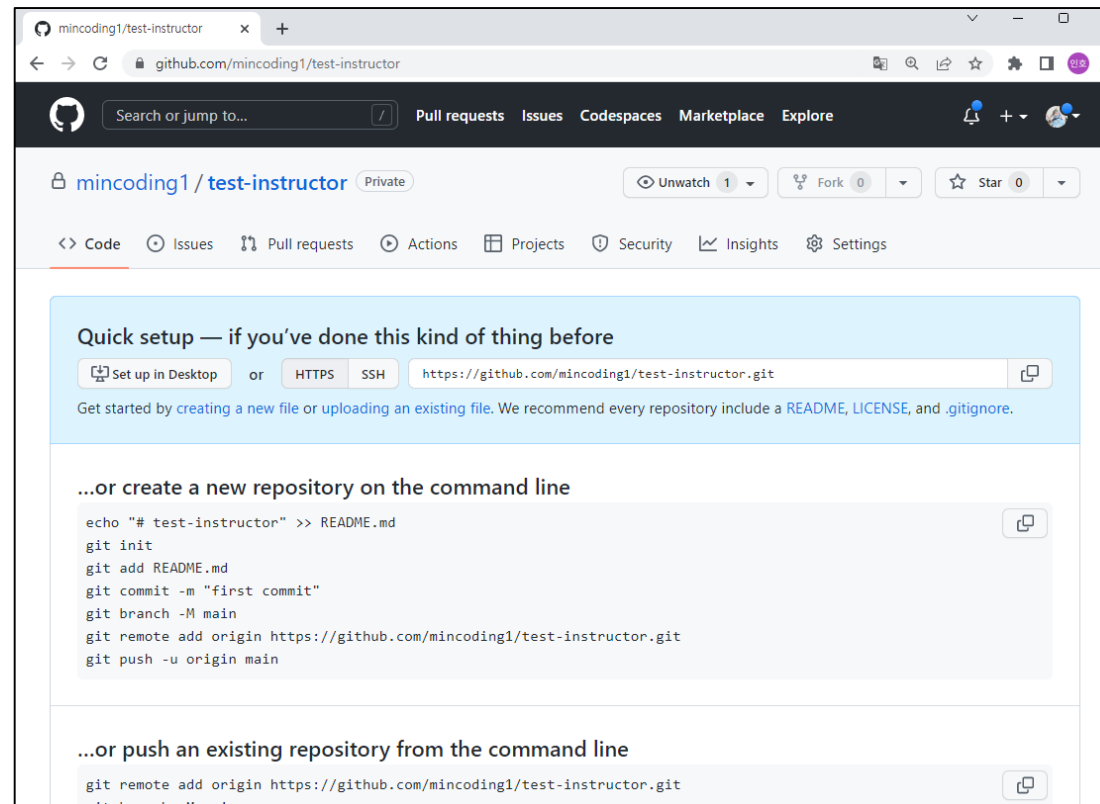 mincoding1/test-instructor
github.com/mincoding1/test-instructor
인호
Search or jump to... / Pull requests Issues Codespaces Marketplace Explore
mincoding1 / test-instructor Private Unwatch 1 Fork 0 Star 0
Code Issues Pull requests Actions Projects Security Insights Settings
Quick setup — if you’ve done this kind of thing before
Set up in Desktop or HTTPS SSH https://github.com/mincoding1/test-instructor.git
Get started by creating a new file or uploading an existing file. We recommend every repository include a README, LICENSE, and .gitignore.
...or create a new repository on the command line
echo "# test-instructor" >> README.md
git init
git add README.md
git commit -m "first commit"
git branch -M main
git remote add origin https://github.com/mincoding1/test-instructor.git
git push -u origin main
...or push an existing repository from the command line
git remote add origin https://github.com/mincoding1/test-instructor.git